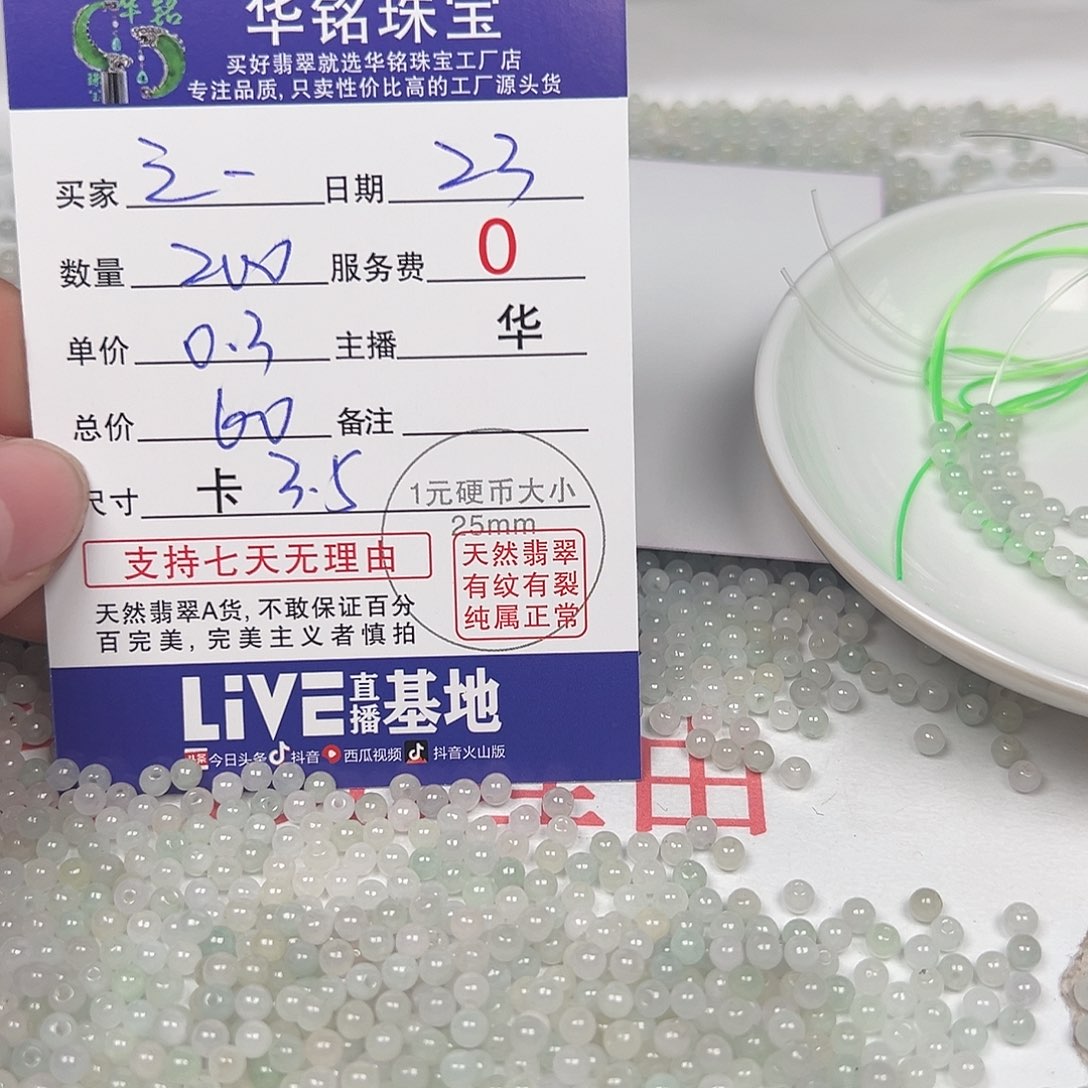 华铭珠宝
买好翡翠就选华铭珠宝工厂店
专注品质,只卖性价比高的工厂源头货
买家 三一 日期 23
数量 200 服务费 0
单价 0.3 主播 华
总价 60 备注
尺寸 卡 3.5
1元硬币大小
25mm
支持七天无理由
天然翡翠
有纹有裂
纯属正常
天然翡翠A货,不敢保证百分
百完美,完美主义者慎拍
LiVE直播基地
今日头条 抖音 西瓜视频 抖音火山版
由